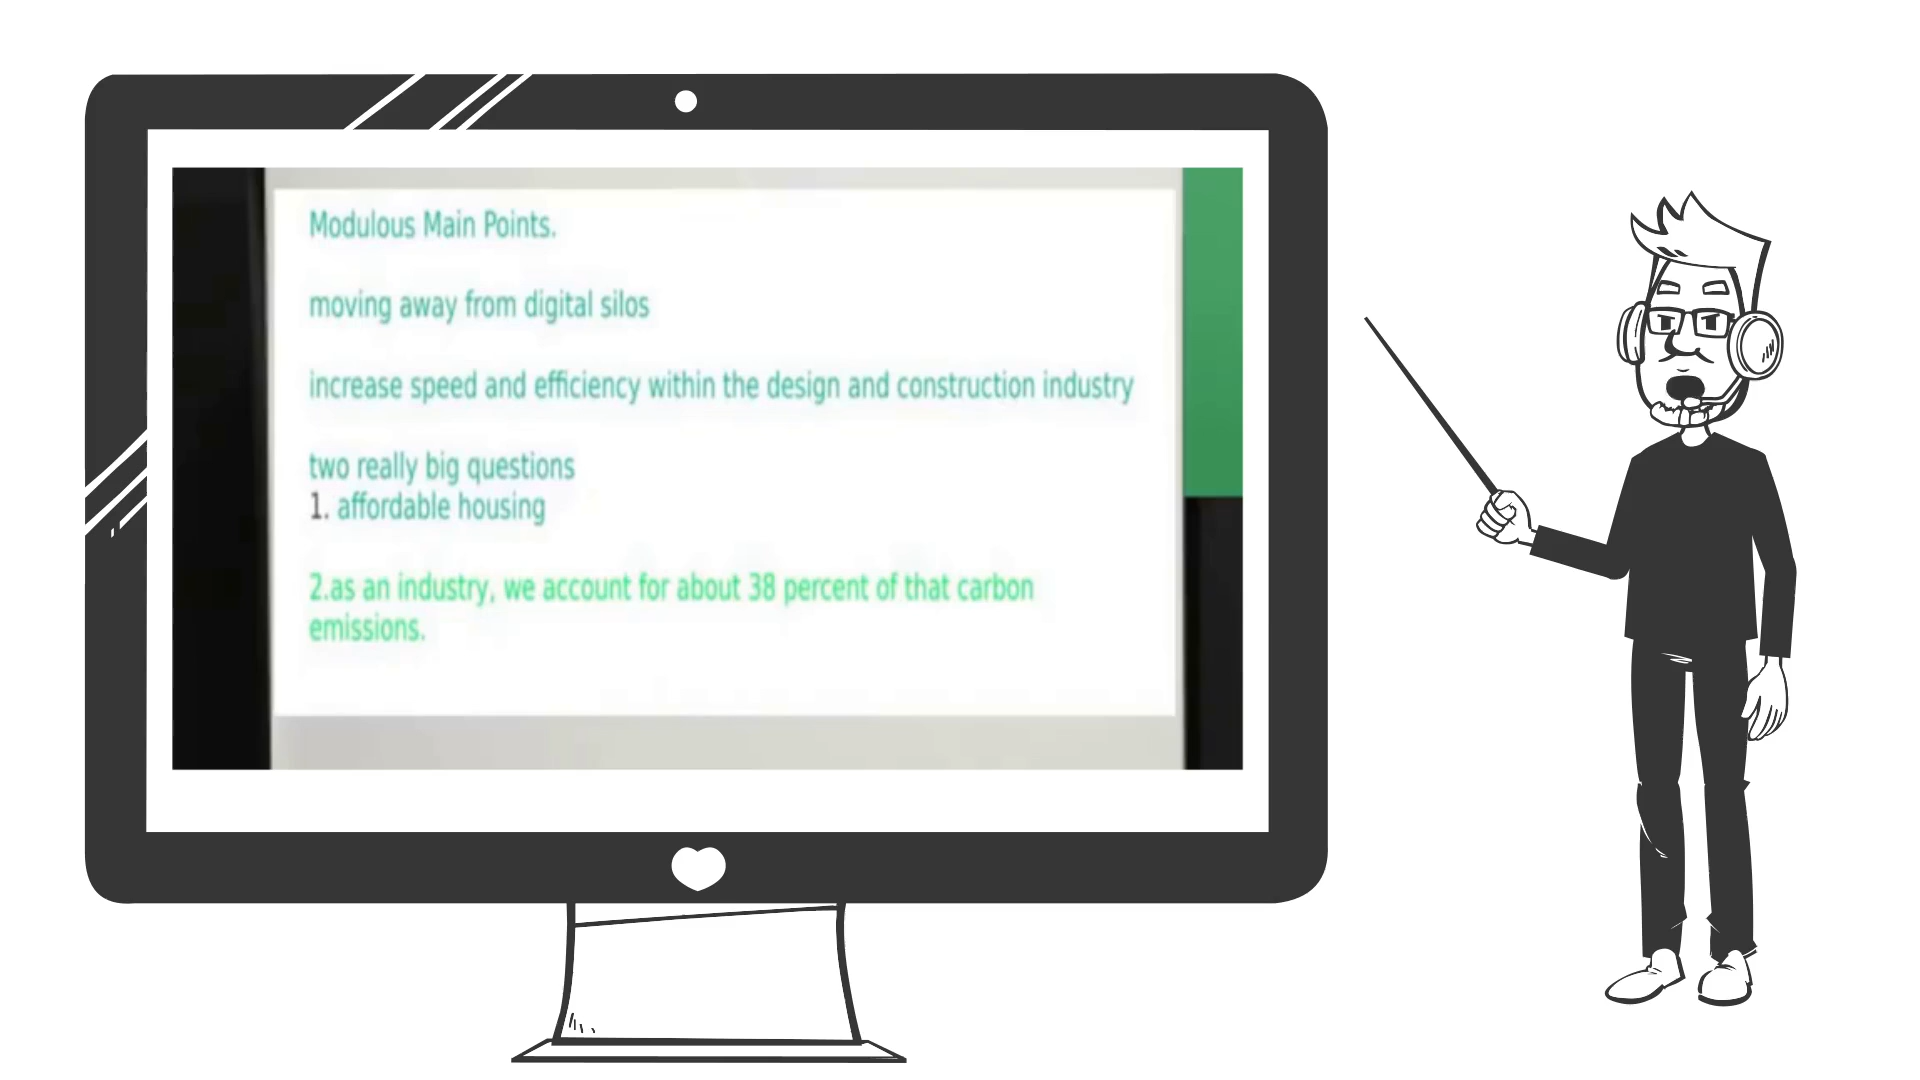 Modulous Main Points.
moving away from digital silos
increase speed and efficiency within the design and construction industry
two really big questions
1. affordable housing
2.as an industry, we account for about 38 percent of that carbon
emissions.